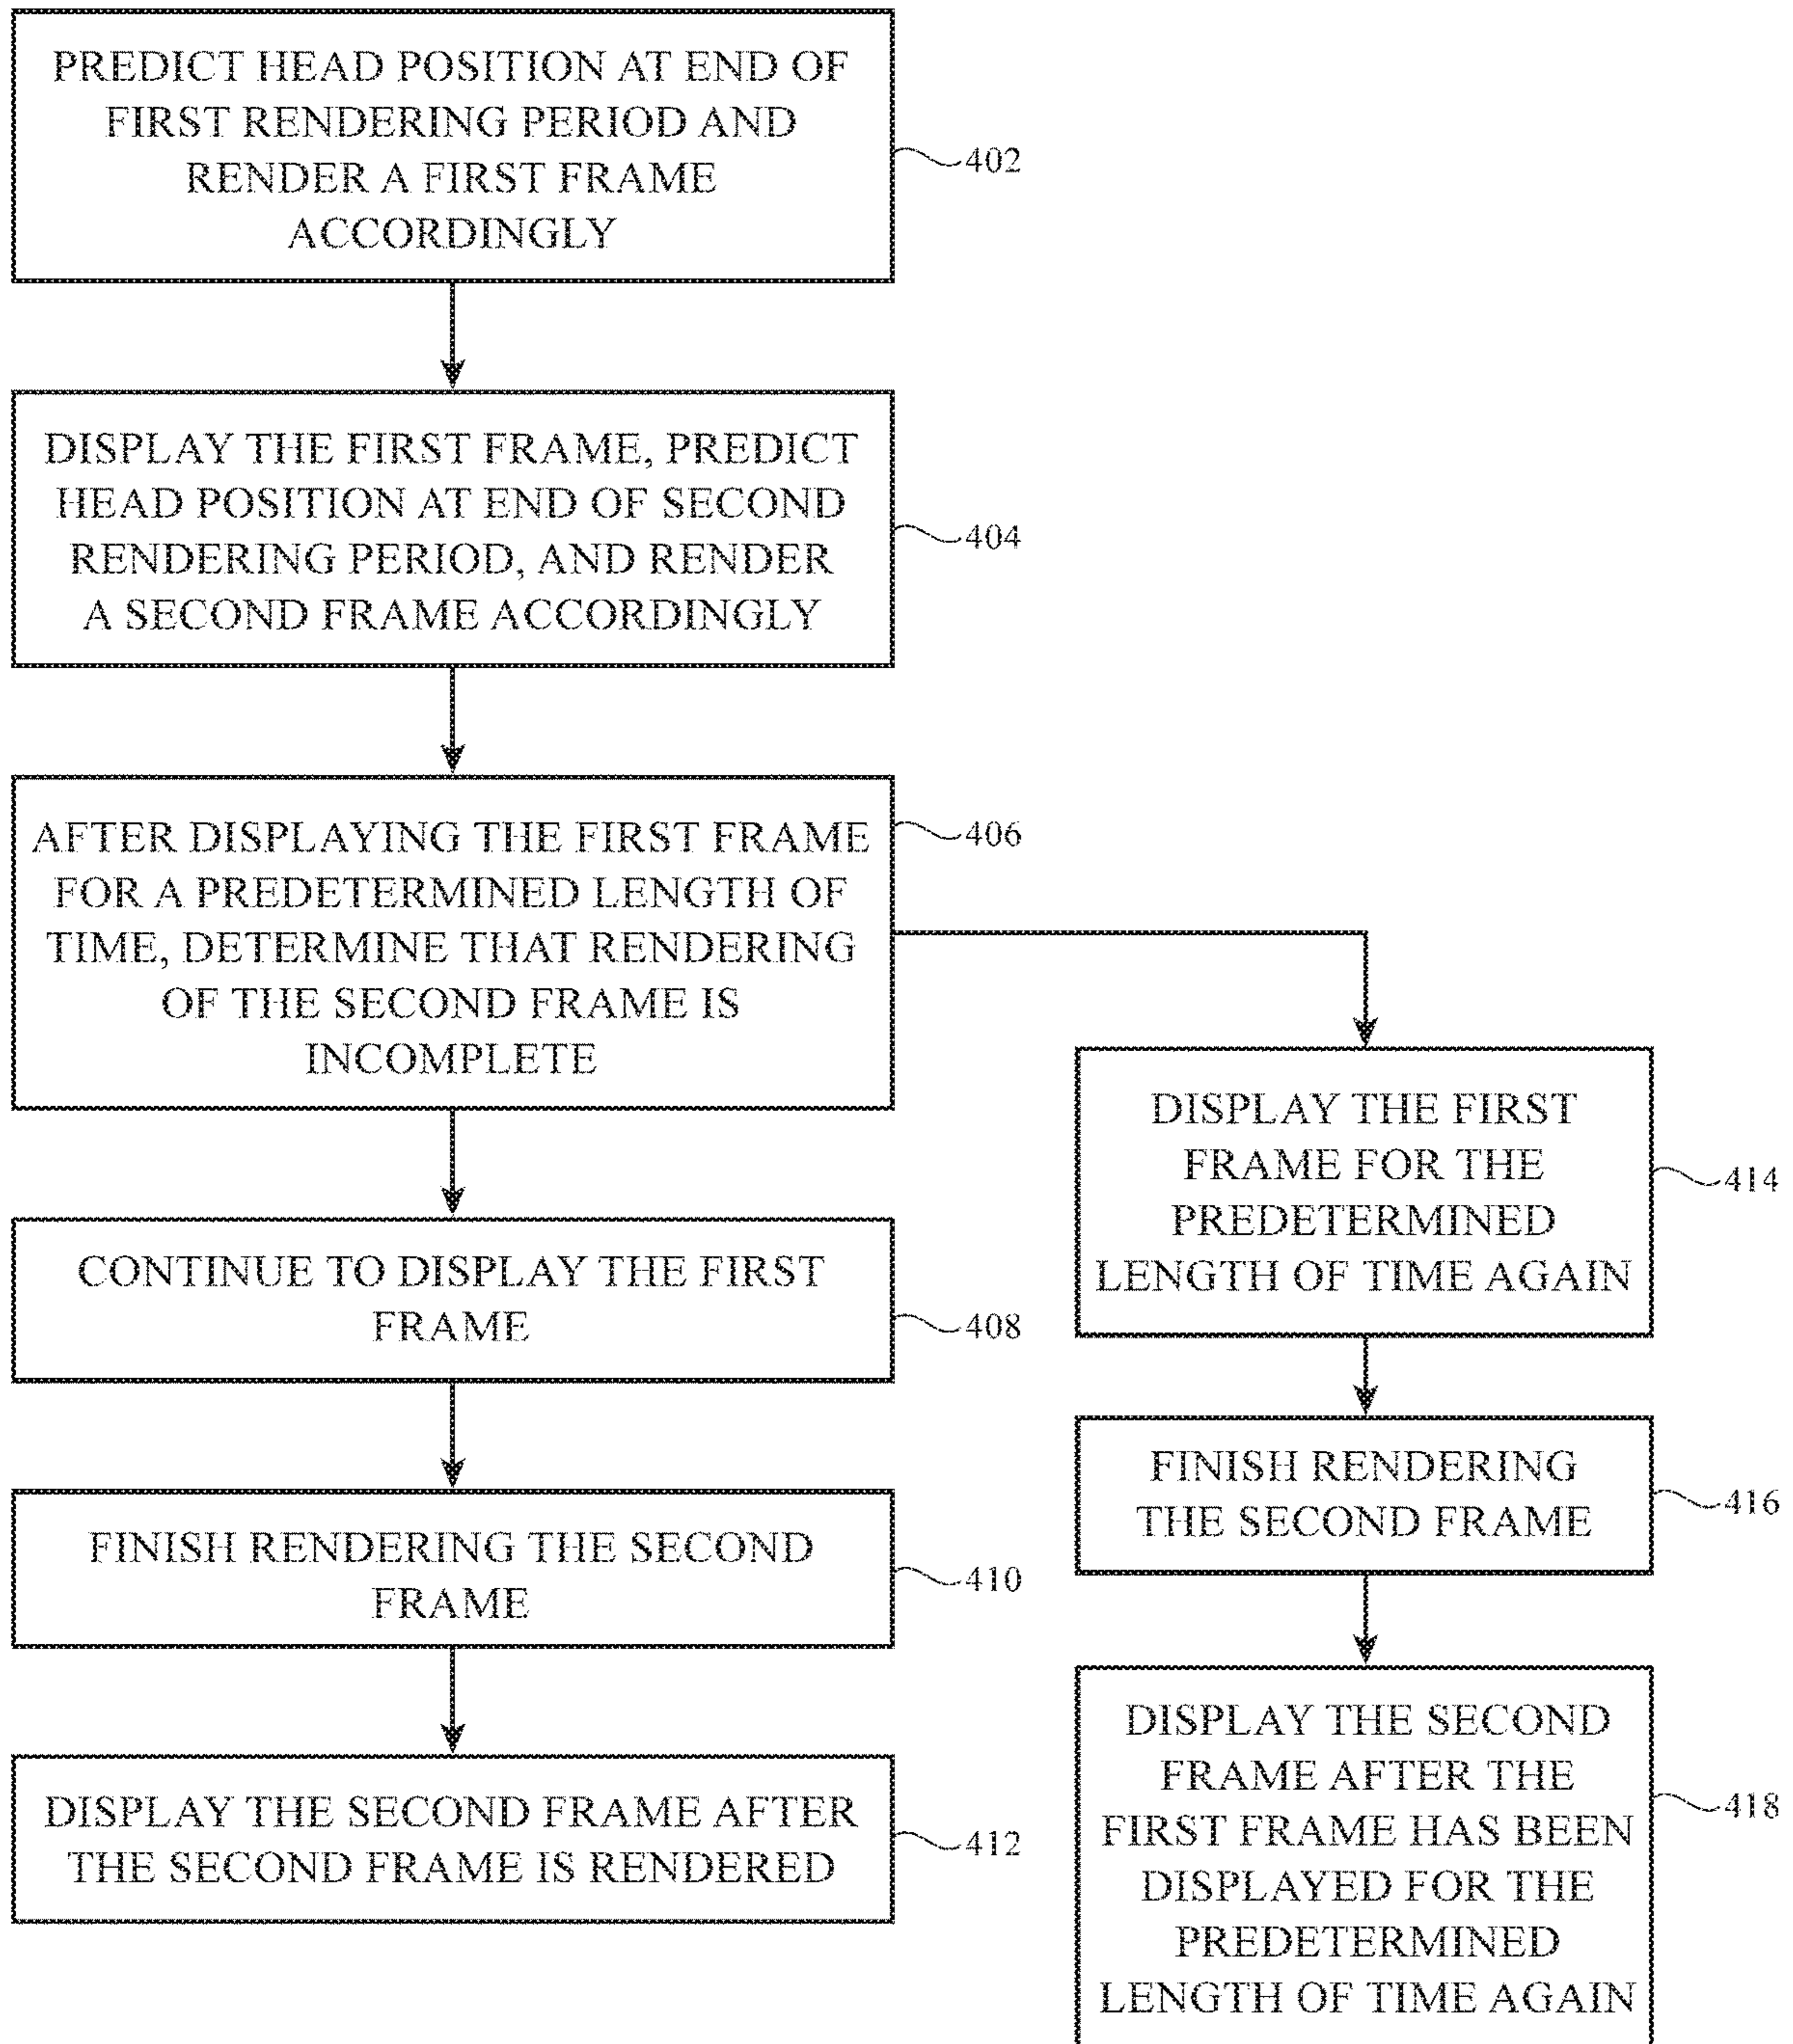 PREDICT HEAD POSITION AT END OF
FIRST RENDERING PERIOD AND
RENDER A FIRST FRAME
ACCORDINGLY
402
DISPLAY THE FIRST FRAME, PREDICT
HEAD POSITION AT END OF SECOND
RENDERING PERIOD, AND RENDER
A SECOND FRAME ACCORDINGLY
404
AFTER DISPLAYING THE FIRST FRAME
FOR A PREDETERMINED LENGTH OF
TIME, DETERMINE THAT RENDERING
OF THE SECOND FRAME IS
INCOMPLETE
406
CONTINUE TO DISPLAY THE FIRST
FRAME
408
FINISH RENDERING THE SECOND
FRAME
410
DISPLAY THE SECOND FRAME AFTER
THE SECOND FRAME IS RENDERED
412
DISPLAY THE FIRST
FRAME FOR THE
PREDETERMINED
LENGTH OF TIME AGAIN
414
FINISH RENDERING
THE SECOND FRAME
416
DISPLAY THE SECOND
FRAME AFTER THE
FIRST FRAME HAS BEEN
DISPLAYED FOR THE
PREDETERMINED
LENGTH OF TIME AGAIN
418